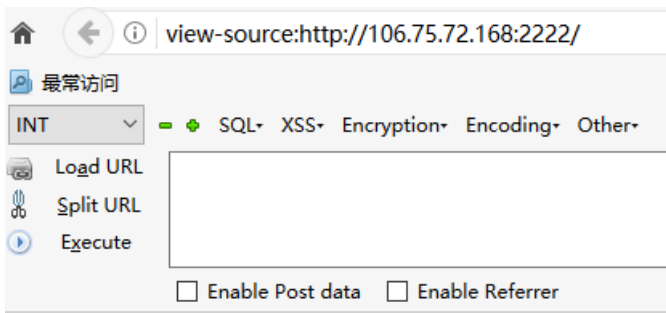 view-source:http://106.75.72.168:2222/
最常访问
INT SQL▾ XSS▾ Encryption▾ Encoding▾ Other▾
Load URL
Split URL
Execute
Enable Post data Enable Referrer